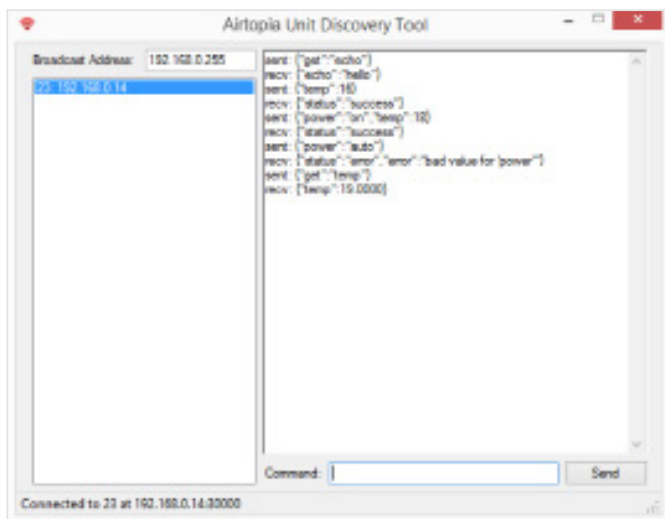 Airtopia Unit Discovery Tool
Broadcast Address: 192.168.0.255
23: 192.168.0.14
sent: {"get":"echo"}
recv: {"echo":"hello"}
sent: {"temp":16}
recv: {"status":"success"}
sent: {"power":"on","temp":18}
recv: {"status":"success"}
sent: {"power":"auto"}
recv: {"status":"error","error":"bad value for 'power'"}
sent: {"get":"temp"}
recv: {"temp":19.0000}
Command:
Send
Connected to 23 at 192.168.0.14:30000